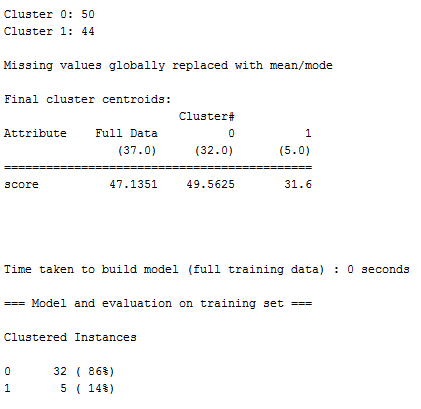 Cluster 0: 50
Cluster 1: 44
Missing values globally replaced with mean/mode
Final cluster centroids:
Cluster#
Attribute Full Data 0 1
(37.0) (32.0) (5.0)
============================================
score 47.1351 49.5625 31.6
Time taken to build model (full training data) : 0 seconds
=== Model and evaluation on training set ===
Clustered Instances
0 32 ( 86%)
1 5 ( 14%)